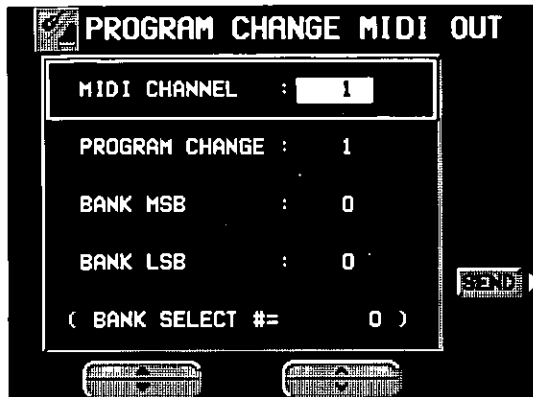 PROGRAM CHANGE MIDI OUT
MIDI CHANNEL : 1
PROGRAM CHANGE : 1
BANK MSB : 0
BANK LSB : 0
SEND
( BANK SELECT #= 0 )